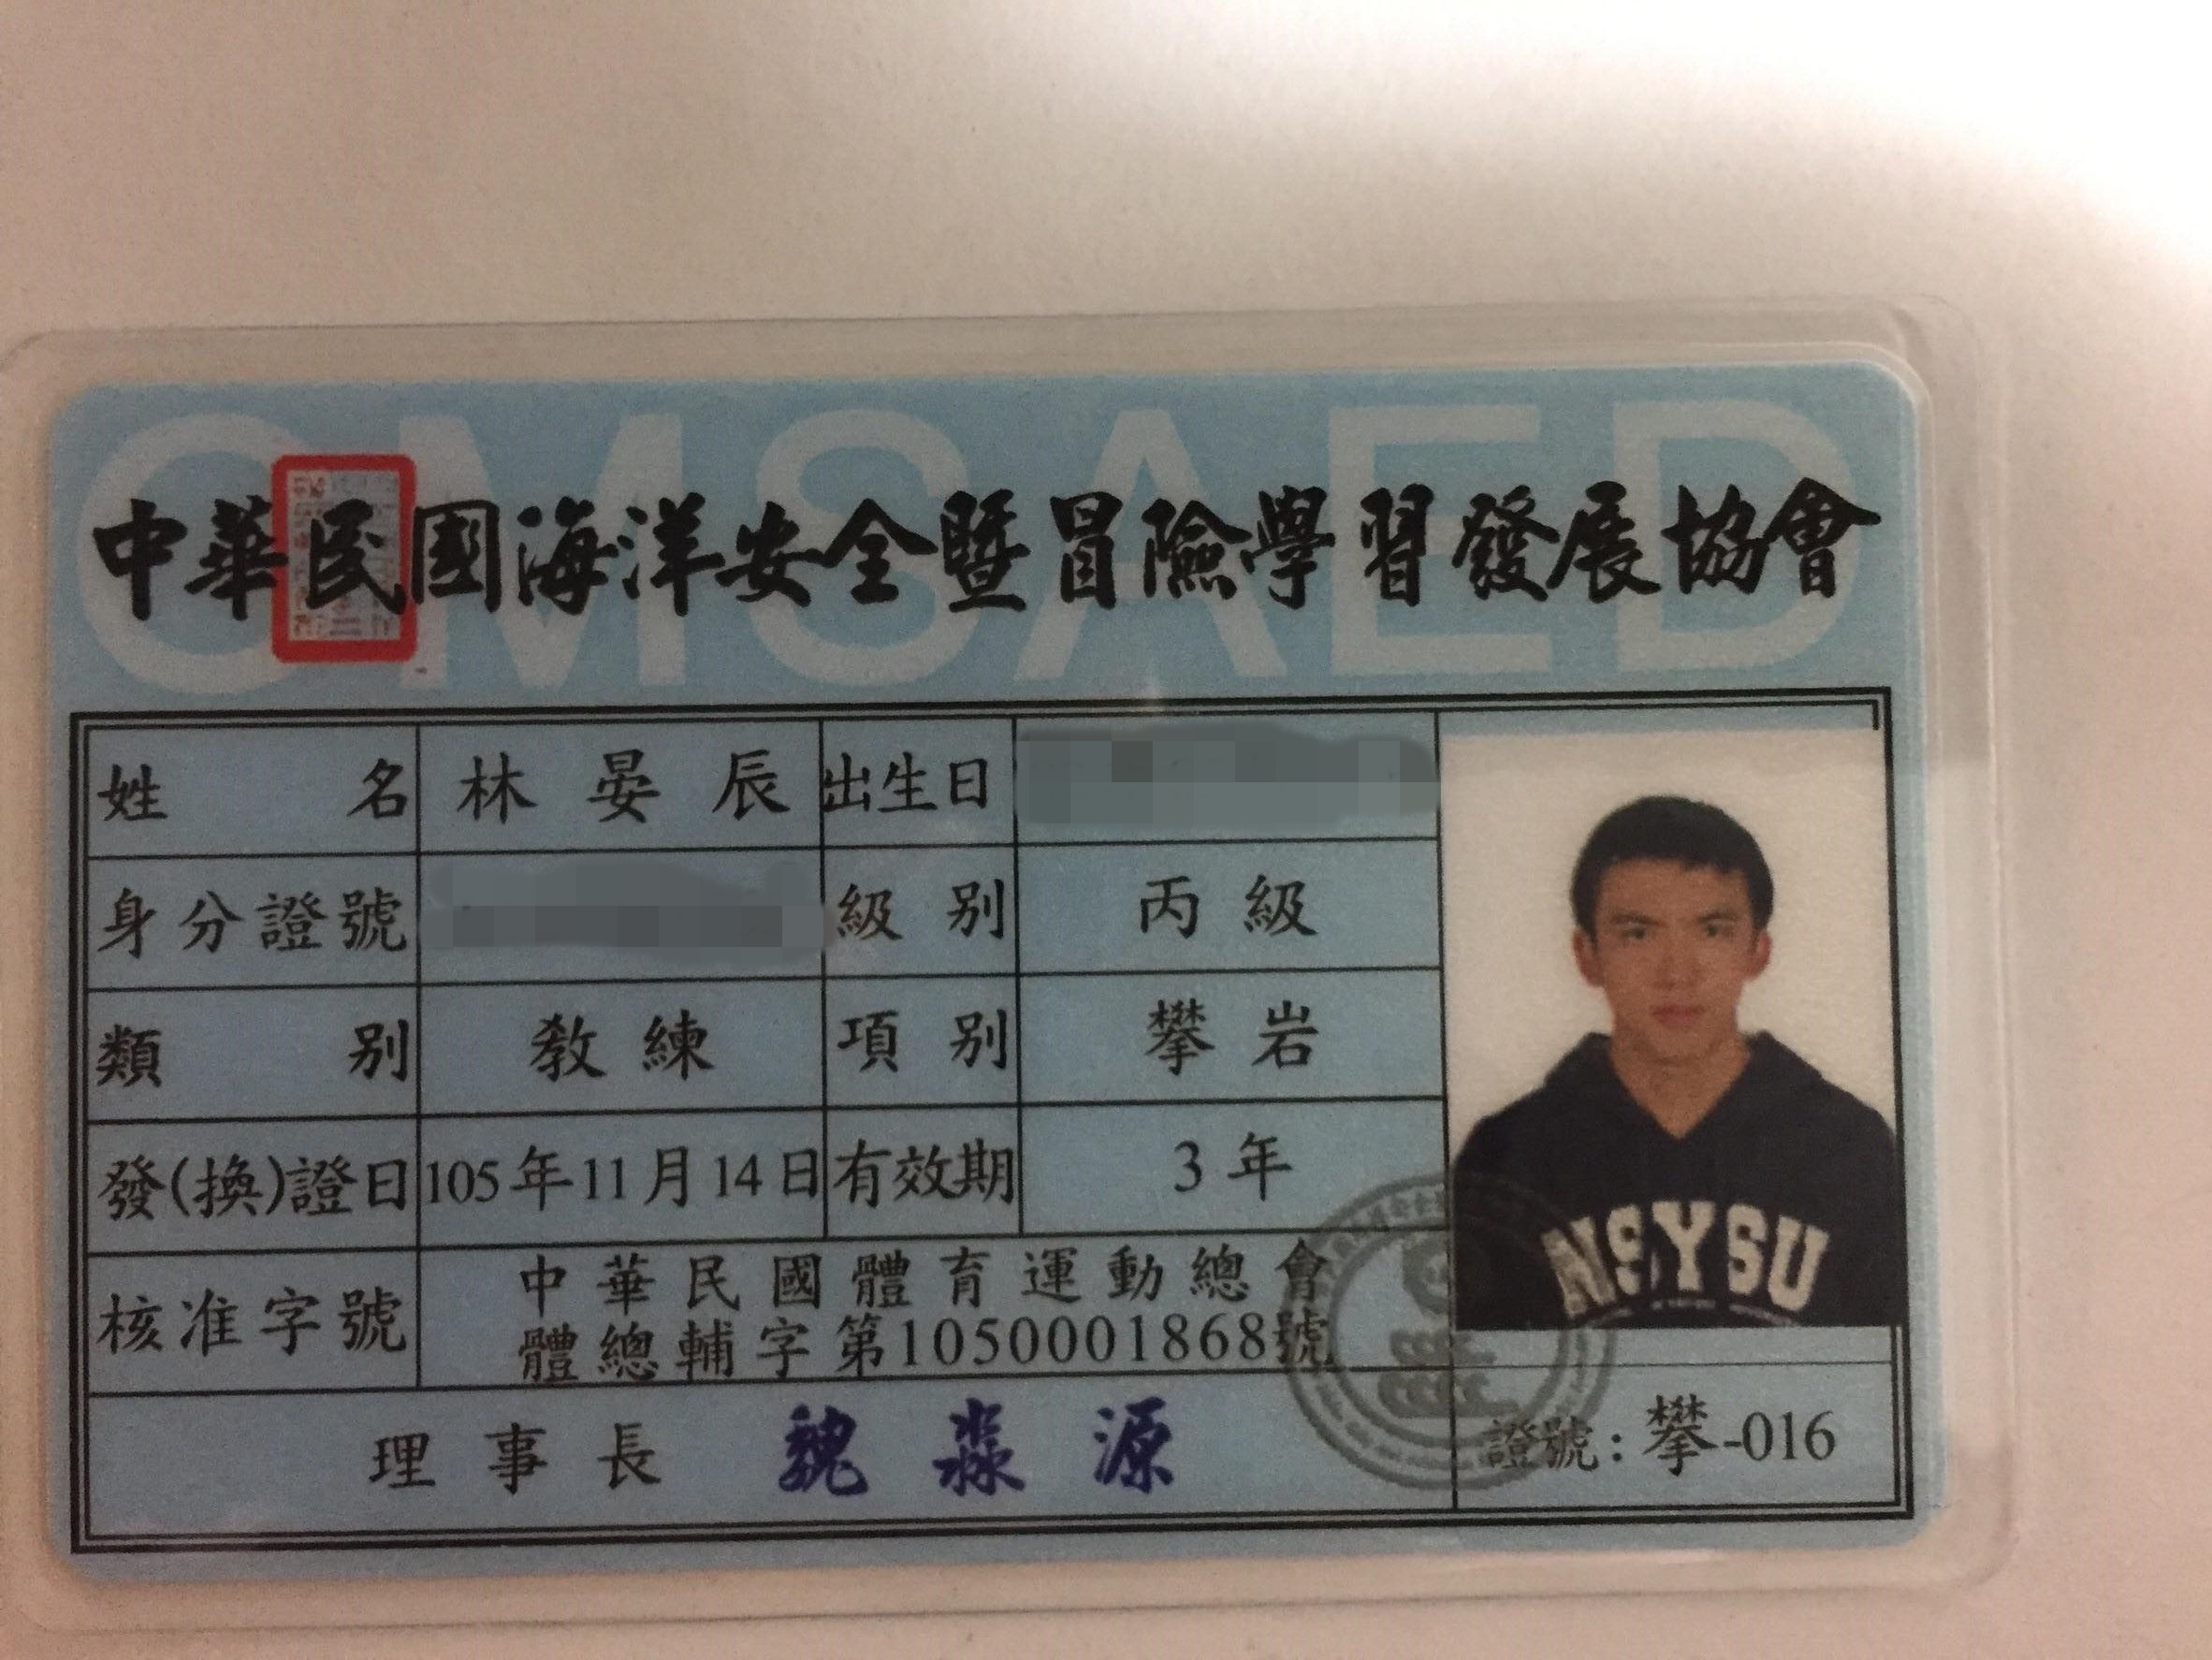 CMSAED
中華民國海洋安全暨冒險學習發展協會
姓名 林晏辰 出生日
身分證號 級別 丙級
類別 教練 項別 攀岩
發(換)證日 105年11月14日 有效期 3年
核准字號 中華民國體育運動總會
體總輔字第1050001868號
理事長 魏淼源
證號:攀-016
NSYSU